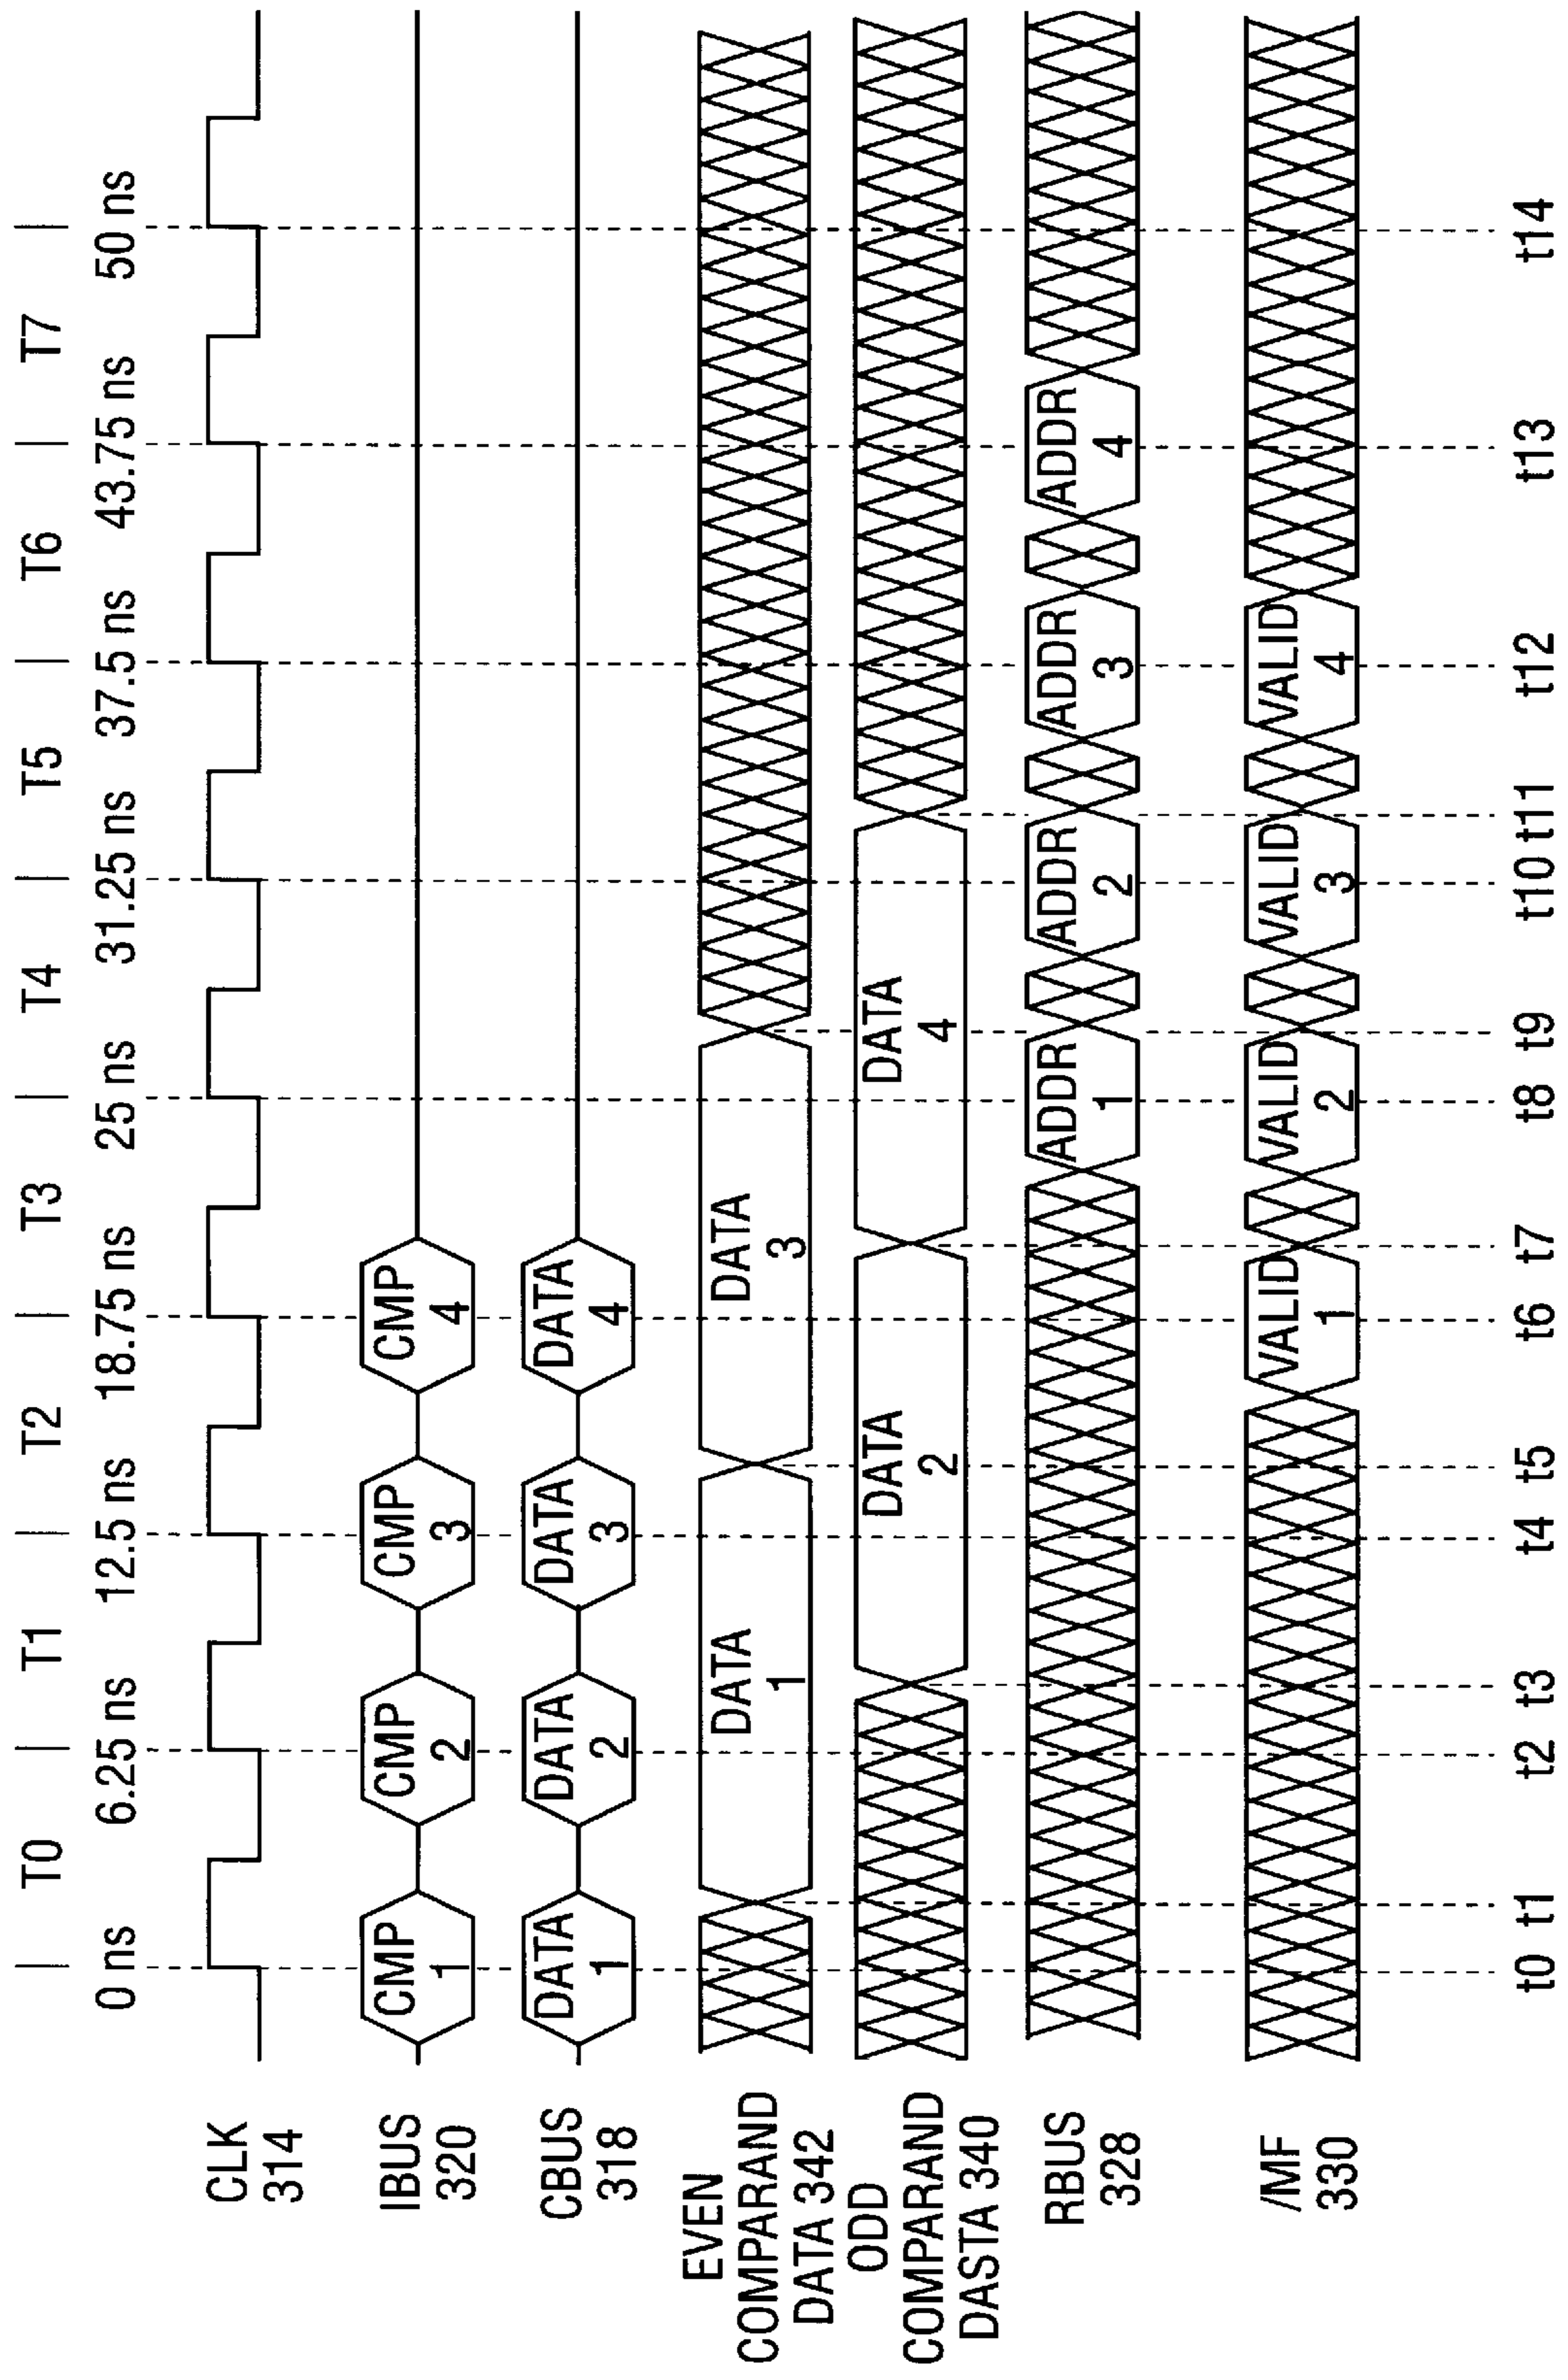 T0 T1 T2 T3 T4 T5 T6 T7
0 ns 6.25 ns 12.5 ns 18.75 ns 25 ns 31.25 ns 37.5 ns 43.75 ns 50 ns
CLK
314
IBUS
320
CMP
1
CMP
2
CMP
3
CMP
4
CBUS
318
DATA
1
DATA
2
DATA
3
DATA
4
EVEN
COMPARAND
DATA 342
DATA
1
DATA
3
ODD
COMPARAND
DASTA 340
DATA
2
DATA
4
RBUS
328
ADDR
1
ADDR
2
ADDR
3
ADDR
4
/MF
330
VALID
1
VALID
2
VALID
3
VALID
4
t0 t1 t2 t3 t4 t5 t6 t7 t8 t9 t10 t11 t12 t13 t14